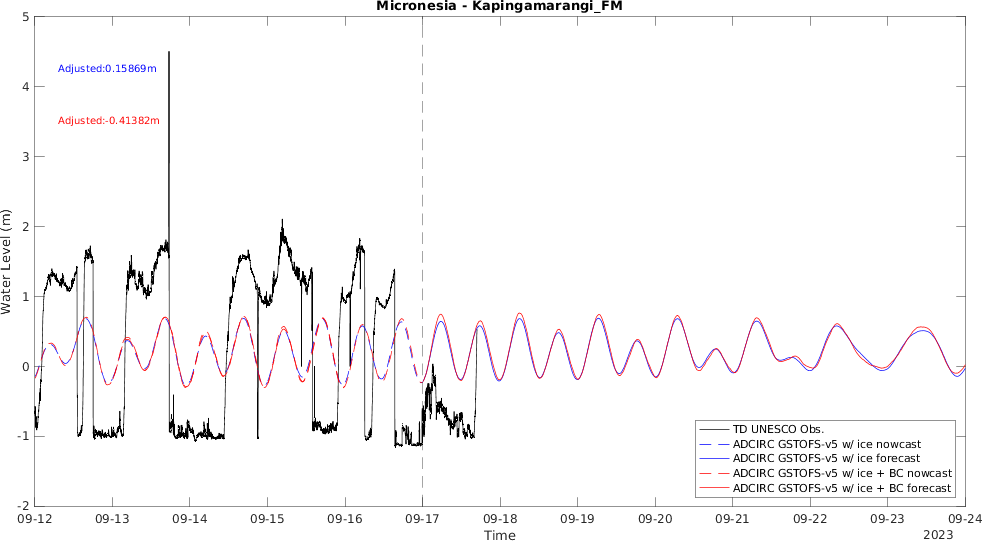 Micronesia - Kapingamarangi_FM
5
4
3
2
1
0
-1
-2
Water Level (m)
Adjusted:0.15869m
Adjusted:-0.41382m
TD UNESCO Obs.
ADCIRC GSTOFS-v5 w/ ice nowcast
ADCIRC GSTOFS-v5 w/ ice forecast
ADCIRC GSTOFS-v5 w/ ice + BC nowcast
ADCIRC GSTOFS-v5 w/ ice + BC forecast
09-12 09-13 09-14 09-15 09-16 09-17 09-18 09-19 09-20 09-21 09-22 09-23 09-24
Time
2023